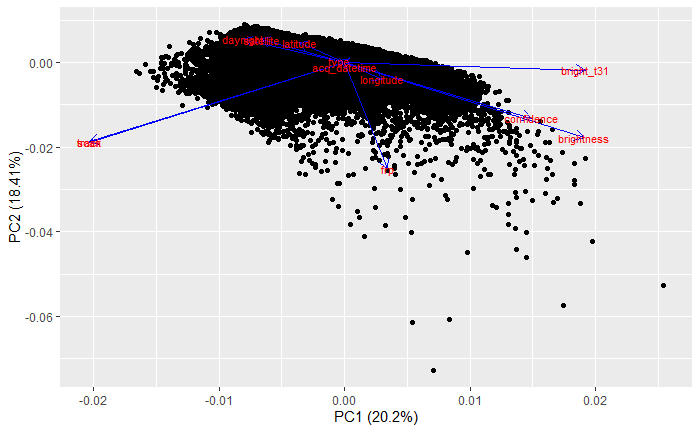 daynight
satellite
latitude
0.00
type
acq_datetime
bright_t31
longitude
confidence
brightness
-0.02
frp
-0.04
-0.06
PC2 (18.41%)
-0.02
-0.01
0.00
0.01
0.02
PC1 (20.2%)